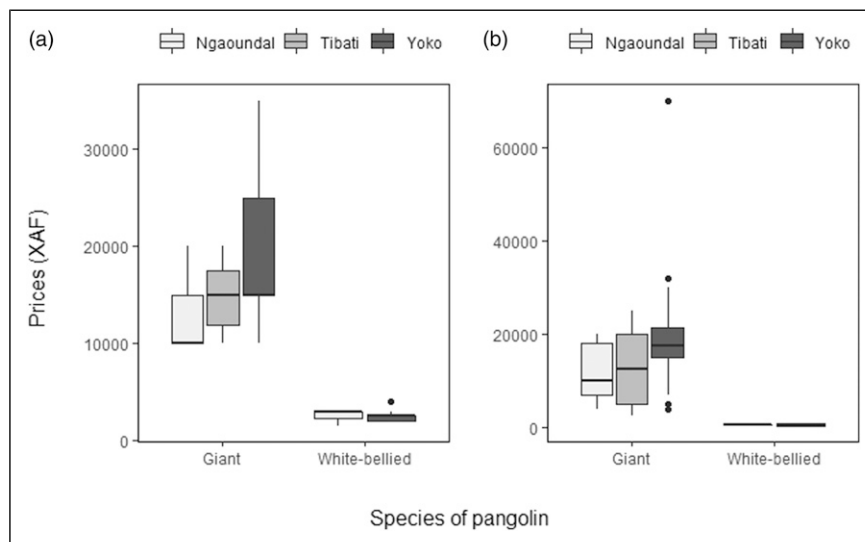 (a) Ngaoundal Tibati Yoko
(b) Ngaoundal Tibati Yoko
Prices (XAF)
30000
20000
10000
0
Giant White-bellied
60000
40000
20000
0
Giant White-bellied
Species of pangolin